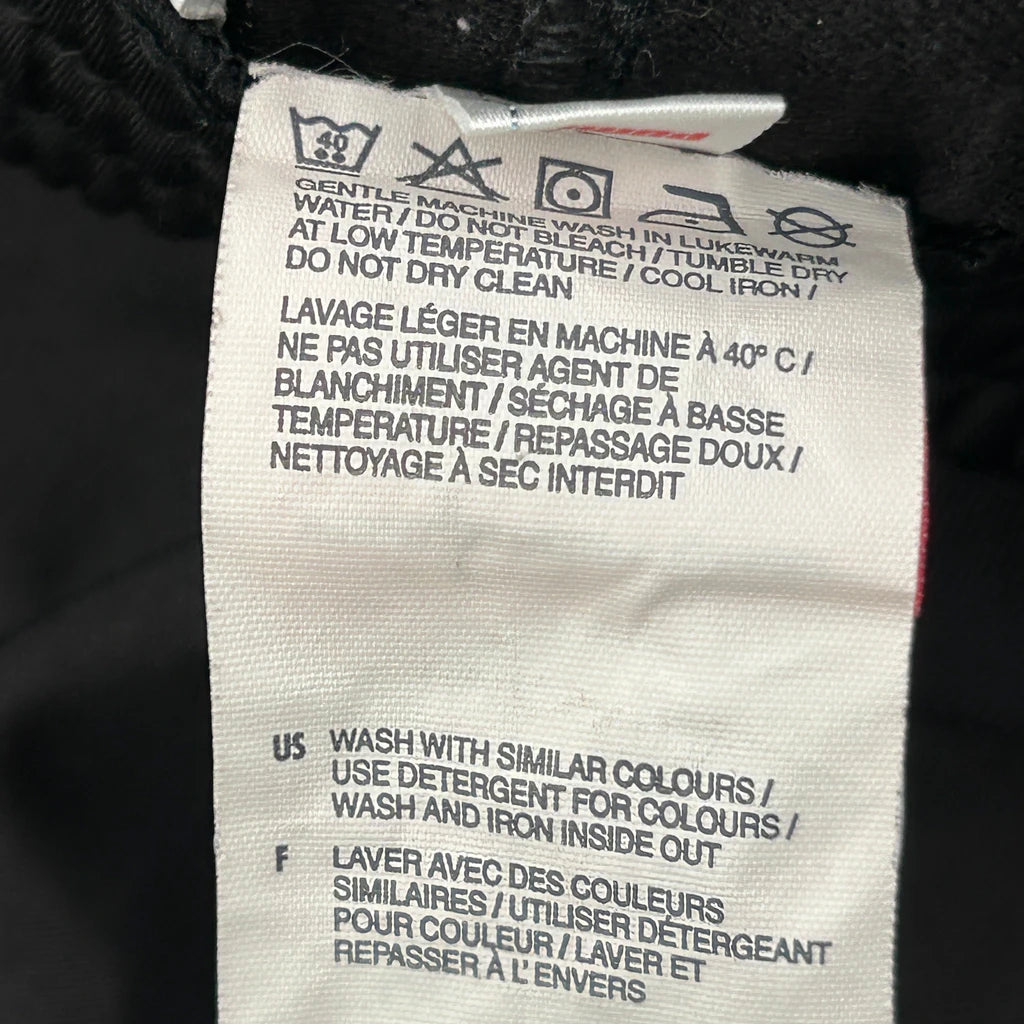 40
GENTLE MACHINE WASH IN LUKEWARM
WATER / DO NOT BLEACH / TUMBLE DRY
AT LOW TEMPERATURE / COOL IRON /
DO NOT DRY CLEAN
LAVAGE LÉGER EN MACHINE À 40° C /
NE PAS UTILISER AGENT DE
BLANCHIMENT / SÉCHAGE À BASSE
TEMPERATURE / REPASSAGE DOUX /
NETTOYAGE À SEC INTERDIT
US WASH WITH SIMILAR COLOURS /
USE DETERGENT FOR COLOURS /
WASH AND IRON INSIDE OUT
F LAVER AVEC DES COULEURS
SIMILAIRES / UTILISER DÉTERGEANT
POUR COULEUR / LAVER ET
REPASSER À L'ENVERS